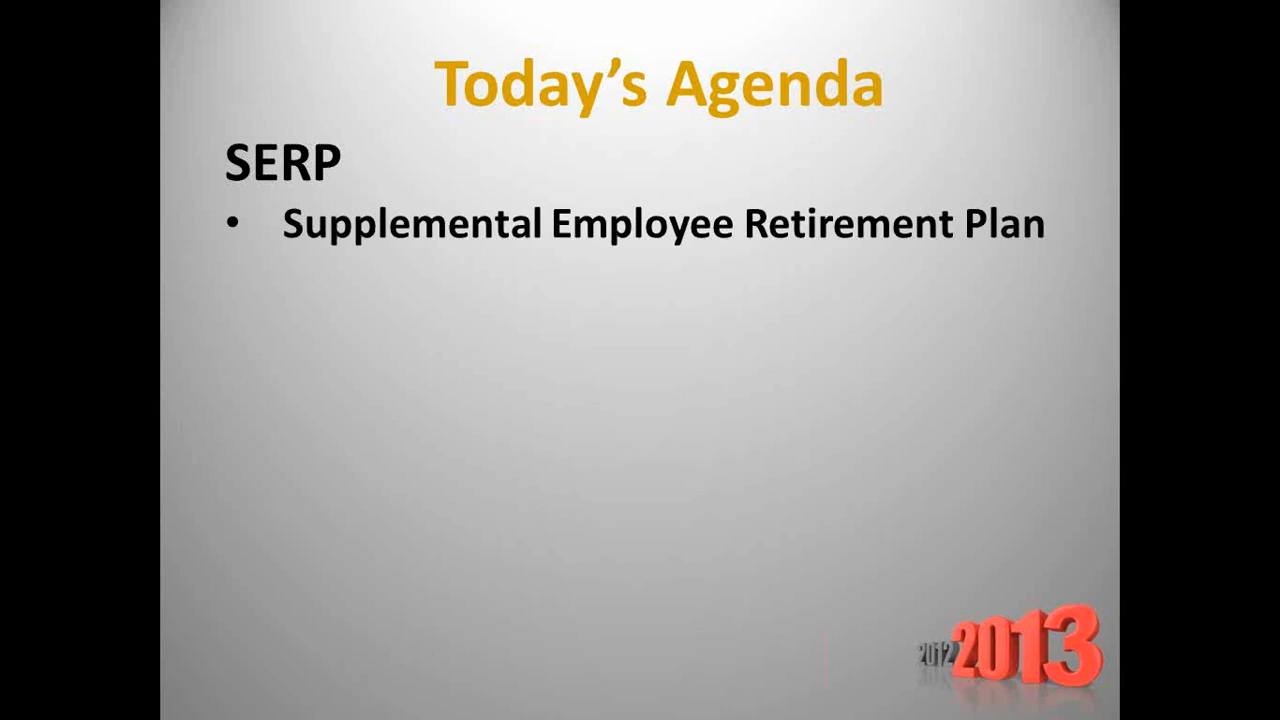 Today's Agenda
SERP
• Supplemental Employee Retirement Plan
2012 2013